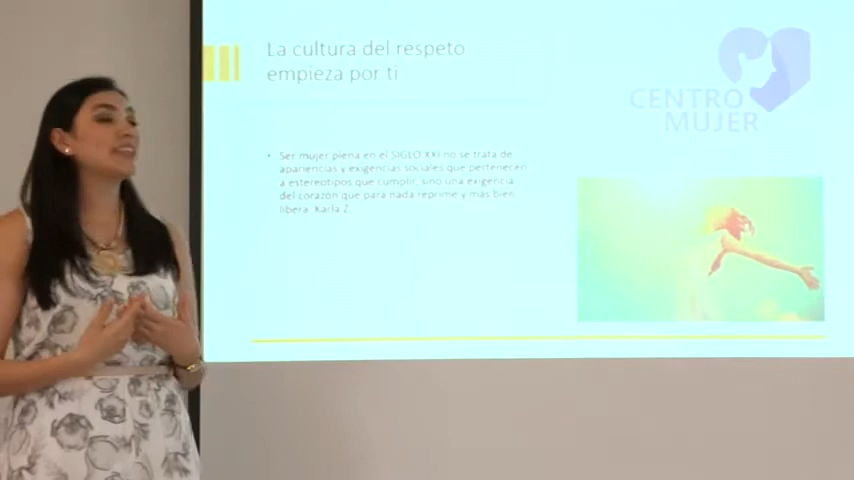 La cultura del respeto
empieza por ti
CENTRO
MUJER
• Ser mujer plena en el SIGLO XXI no se trata de
apariencias y exigencias sociales que pertenecen
a estereotipos que cumplir, sino una exigencia
del corazón que para nada reprime y más bien
libera. Karla Z.